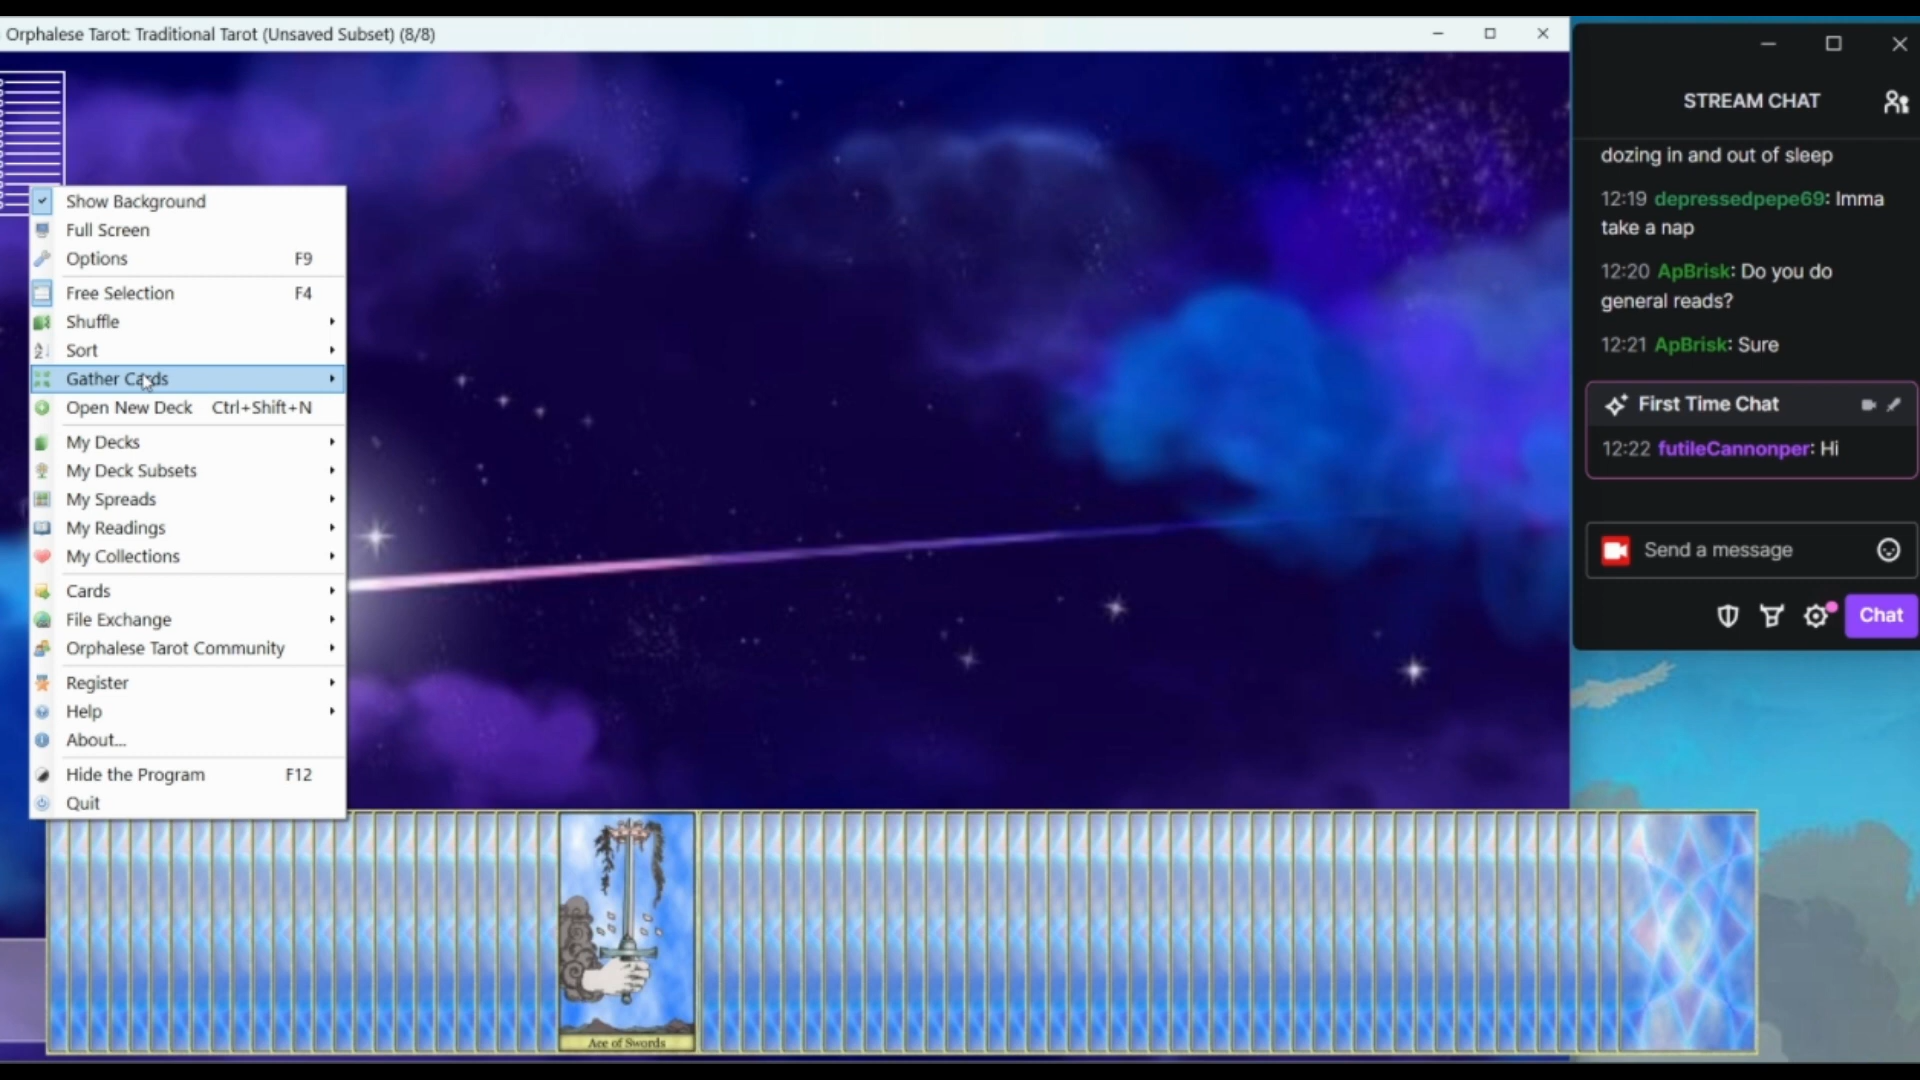 Orphalese Tarot: Traditional Tarot (Unsaved Subset) (8/8)
Show Background
Full Screen
Options F9
Free Selection F4
Shuffle
Sort
Gather Cards
Open New Deck Ctrl+Shift+N
My Decks
My Deck Subsets
My Spreads
My Readings
My Collections
Cards
File Exchange
Orphalese Tarot Community
Register
Help
About...
Hide the Program F12
Quit
Ace of Swords
STREAM CHAT
dozing in and out of sleep
12:19 depressedpepe69: Imma
take a nap
12:20 ApBrisk: Do you do
general reads?
12:21 ApBrisk: Sure
First Time Chat
12:22 futileCannonper: Hi
Send a message
Chat